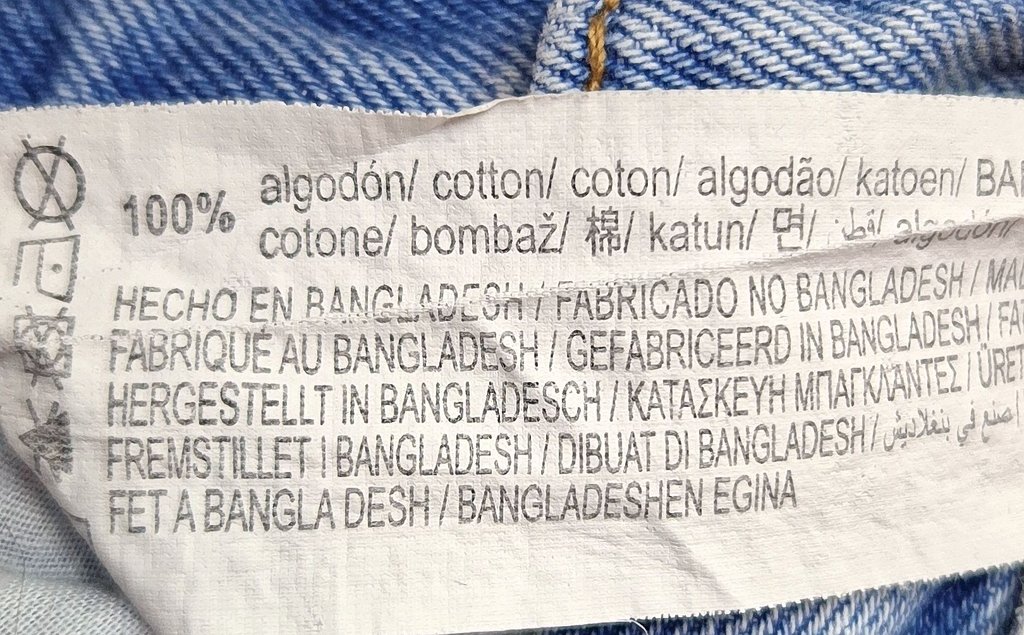 100% algodón/ cotton/ coton/ algodão/ katoen/
cotone/ bombaž/ 棉/ katun/ 면/ قطن/ algodón/
HECHO EN BANGLADESH / FABRICADO NO BANGLADESH /
FABRIQUÉ AU BANGLADESH / GEFABRICEERD IN BANGLADESH /
HERGESTELLT IN BANGLADESCH / ΚΑΤΑΣΚΕΥΗ ΜΠΑΓΚΛΑΝΤΕΣ /
FREMSTILLET I BANGLADESH / DIBUAT DI BANGLADESH / صنع في بنغلاديش
FET A BANGLA DESH / BANGLADESHEN EGINA